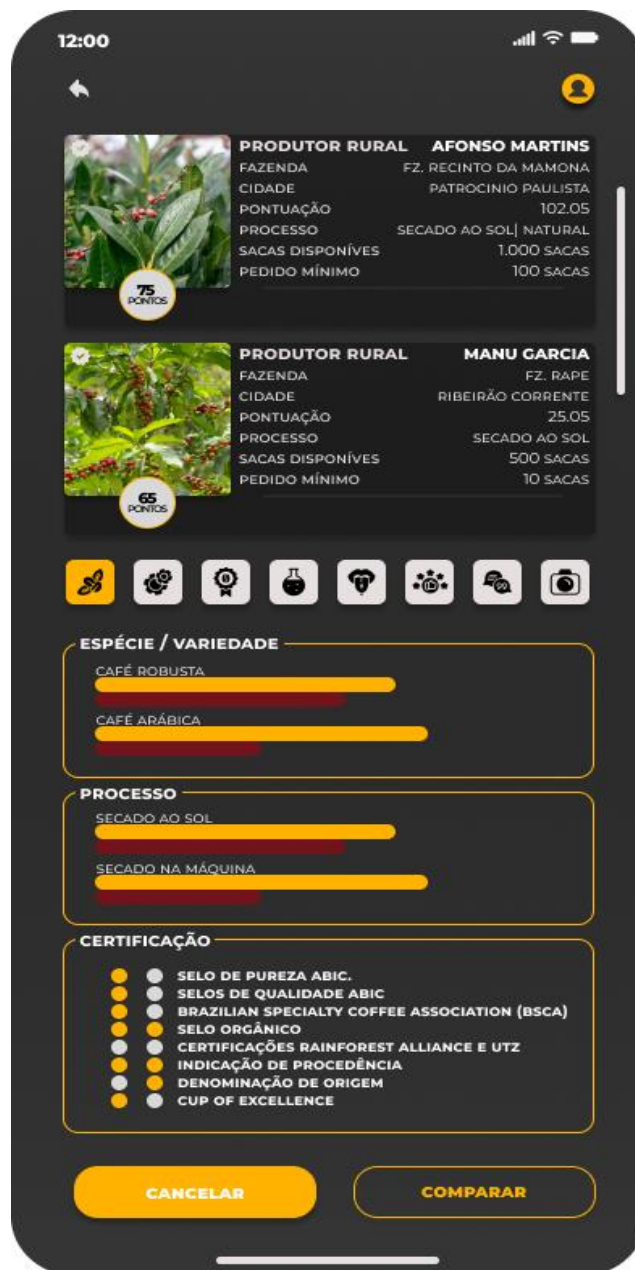 12:00
PRODUTOR RURAL AFONSO MARTINS
FAZENDA FZ. RECINTO DA MAMONA
CIDADE PATROCINIO PAULISTA
PONTUAÇÃO 102.05
PROCESSO SECADO AO SOL| NATURAL
SACAS DISPONÍVES 1.000 SACAS
PEDIDO MÍNIMO 100 SACAS
75
PONTOS
PRODUTOR RURAL MANU GARCIA
FAZENDA FZ. RAPE
CIDADE RIBEIRÃO CORRENTE
PONTUAÇÃO 25.05
PROCESSO SECADO AO SOL
SACAS DISPONÍVES 500 SACAS
PEDIDO MÍNIMO 10 SACAS
65
PONTOS
ESPÉCIE / VARIEDADE
CAFÉ ROBUSTA
CAFÉ ARÁBICA
PROCESSO
SECADO AO SOL
SECADO NA MÁQUINA
CERTIFICAÇÃO
SELO DE PUREZA ABIC.
SELOS DE QUALIDADE ABIC
BRAZILIAN SPECIALTY COFFEE ASSOCIATION (BSCA)
SELO ORGÂNICO
CERTIFICAÇÕES RAINFOREST ALLIANCE E UTZ
INDICAÇÃO DE PROCEDÊNCIA
DENOMINAÇÃO DE ORIGEM
CUP OF EXCELLENCE
CANCELAR COMPARAR